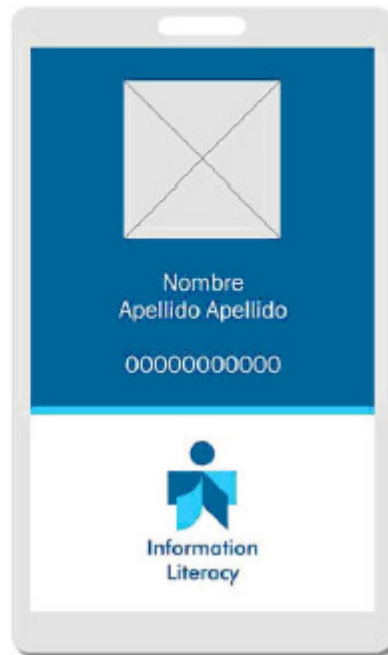 Nombre
Apellido Apellido
00000000000
Information
Literacy